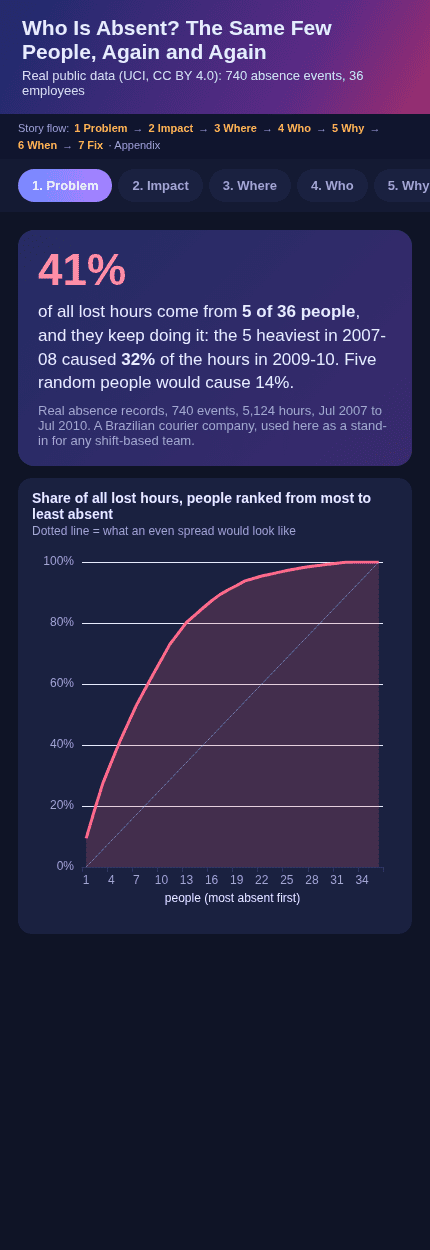 Who Is Absent? The Same Few
People, Again and Again
Real public data (UCI, CC BY 4.0): 740 absence events, 36
employees
Story flow: 1 Problem → 2 Impact → 3 Where → 4 Who → 5 Why →
6 When → 7 Fix · Appendix
1. Problem 2. Impact 3. Where 4. Who 5. Why
41%
of all lost hours come from 5 of 36 people,
and they keep doing it: the 5 heaviest in 2007-
08 caused 32% of the hours in 2009-10. Five
random people would cause 14%.
Real absence records, 740 events, 5,124 hours, Jul 2007 to
Jul 2010. A Brazilian courier company, used here as a stand-
in for any shift-based team.
Share of all lost hours, people ranked from most to
least absent
Dotted line = what an even spread would look like
100%
80%
60%
40%
20%
0%
1 4 7 10 13 16 19 22 25 28 31 34
people (most absent first)